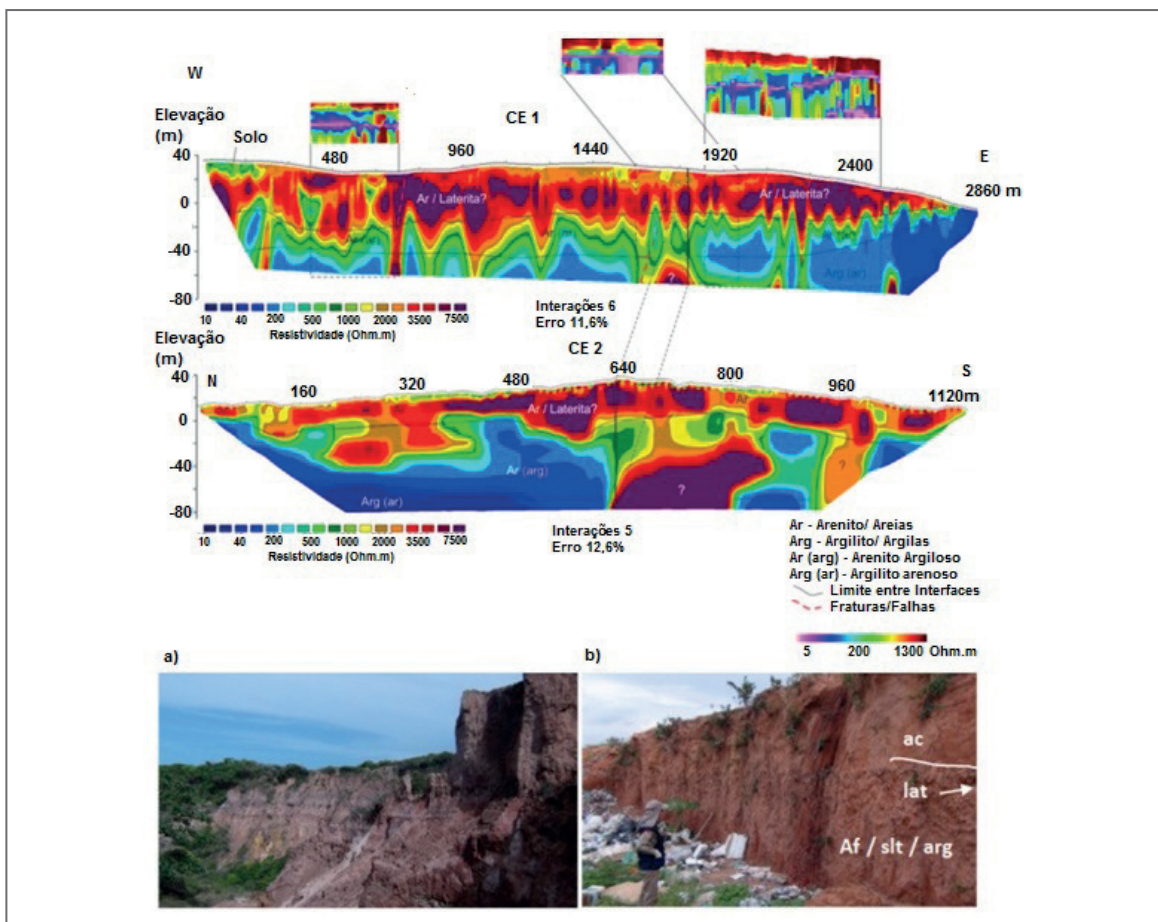 W
CE 1
E
Elevação
(m)
Solo
480 960 1440 1920 2400
2860 m
40
0
-40
-80
Ar / Laterita?
Ar / Laterita?
Arg (ar)
?
10 40 200 500 1000 2000 3500 7500
Resistividade (Ohm.m)
Interações 6
Erro 11,6%
Elevação
(m)
CE 2
N
S
160 320 480 640 800 960
1120m
40
0
-40
-80
Ar / Laterita?
Ar
Ar (arg)
Arg (ar)
?
?
10 40 200 500 1000 2000 3500 7500
Resistividade (Ohm.m)
Interações 5
Erro 12,6%
Ar - Arenito/ Areias
Arg - Argilito/ Argilas
Ar (arg) - Arenito Argiloso
Arg (ar) - Argilito arenoso
Limite entre Interfaces
Fraturas/Falhas
5 200 1300 Ohm.m
a)
b)
ac
lat
Af / slt / arg